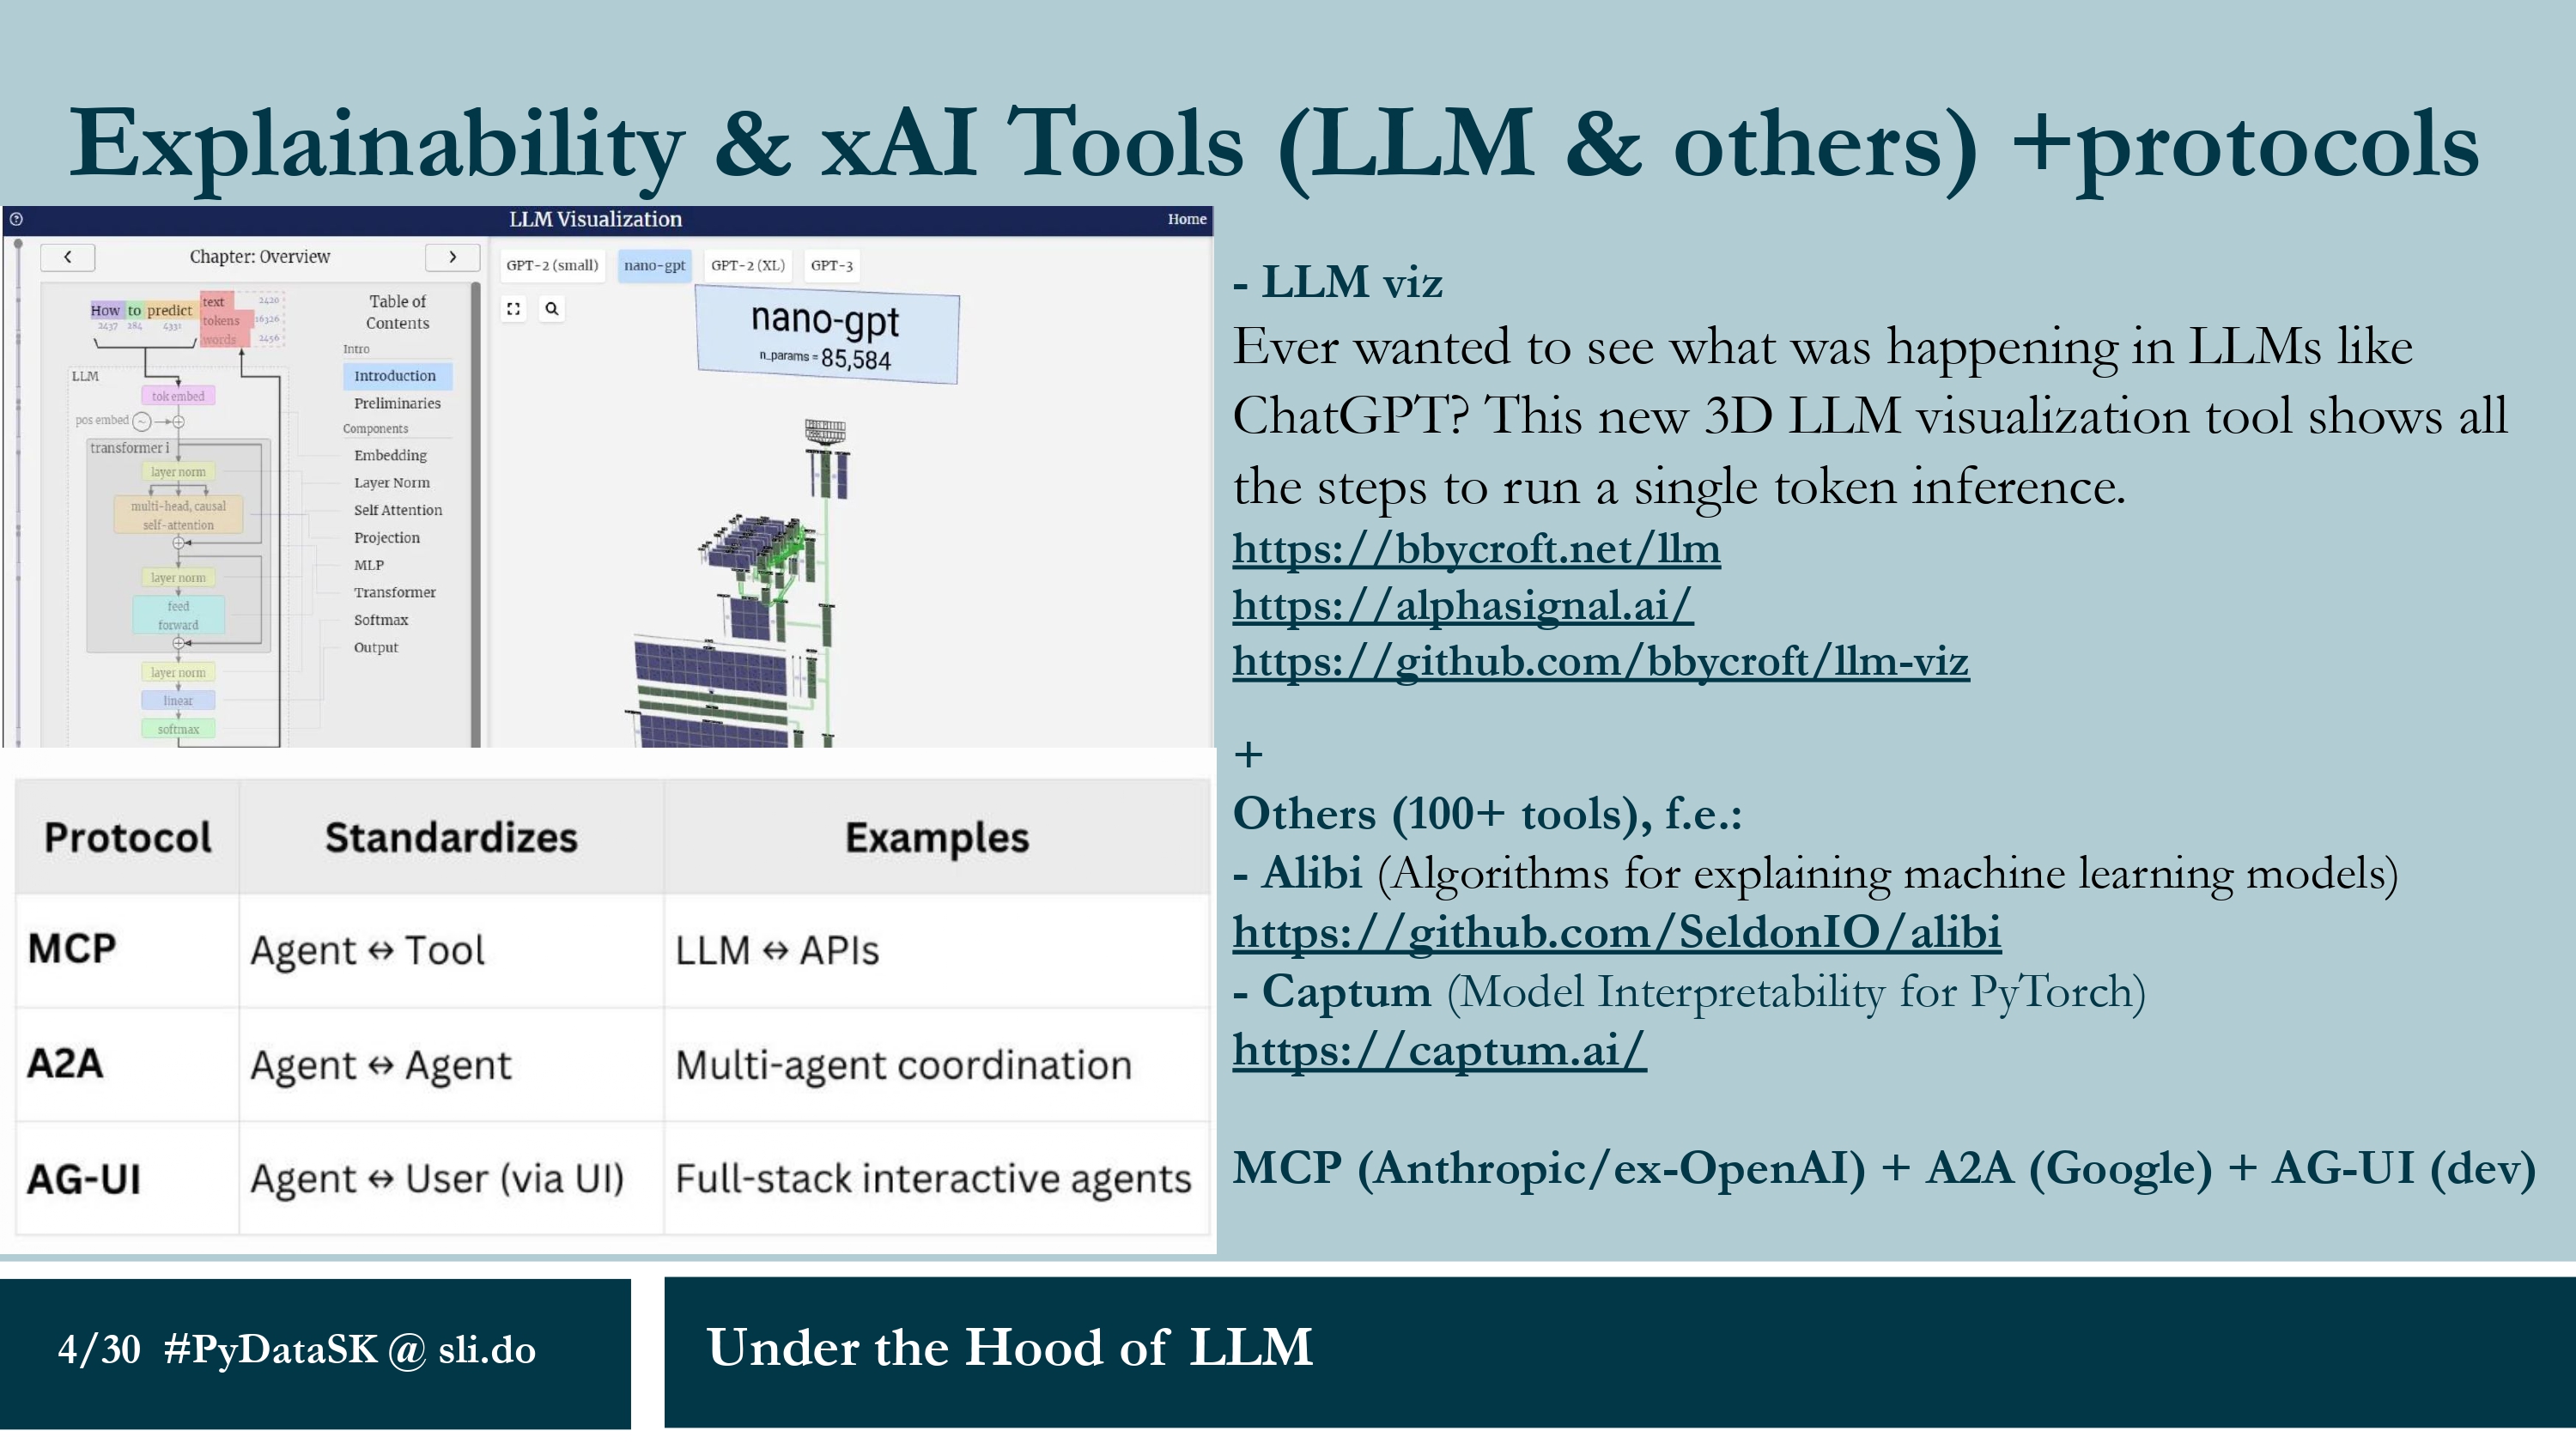 Explainability & xAI Tools (LLM & others) +protocols
LLM Visualization
Home
Chapter: Overview
How to predict
2437 284 4331
text 2420
tokens 16326
words 2456
LLM
tok embed
pos embed
transformer i
layer norm
multi-head, causal
self-attention
layer norm
feed
forward
layer norm
linear
softmax
Table of
Contents
Intro
Introduction
Preliminaries
Components
Embedding
Layer Norm
Self Attention
Projection
MLP
Transformer
Softmax
Output
GPT-2 (small) nano-gpt GPT-2 (XL) GPT-3
nano-gpt
n_params = 85,584
- LLM viz
Ever wanted to see what was happening in LLMs like
ChatGPT? This new 3D LLM visualization tool shows all
the steps to run a single token inference.
https://bbycroft.net/llm
https://alphasignal.ai/
https://github.com/bbycroft/llm-viz
+
Others (100+ tools), f.e.:
- Alibi (Algorithms for explaining machine learning models)
https://github.com/SeldonIO/alibi
- Captum (Model Interpretability for PyTorch)
https://captum.ai/
MCP (Anthropic/ex-OpenAI) + A2A (Google) + AG-UI (dev)
Protocol Standardizes Examples
MCP Agent ↔ Tool LLM ↔ APIs
A2A Agent ↔ Agent Multi-agent coordination
AG-UI Agent ↔ User (via UI) Full-stack interactive agents
4/30 #PyDataSK @ sli.do
Under the Hood of LLM